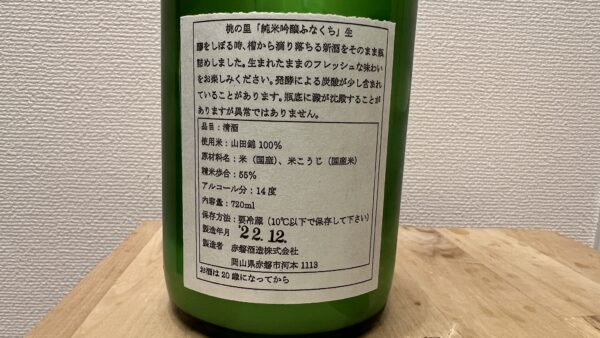 桃の里「純米吟醸ふなくち」生
醪をしぼる時、槽から滴り落ちる新酒をそのまま瓶
詰めしました。生まれたままのフレッシュな味わい
をお楽しみください。発酵による炭酸が少し含まれ
ていることがあります。瓶底に澱が沈殿することが
ありますが異常ではありません。
品目：清酒
使用米：山田錦 100%
原材料名：米（国産）、米こうじ（国産米）
精米歩合：55%
アルコール分：14度
内容量：720ml
保存方法：要冷蔵（10℃以下で保存して下さい）
製造年月 '22.12.
製造者 赤磐酒造株式会社
岡山県赤磐市河本 1113
お酒は20歳になってから